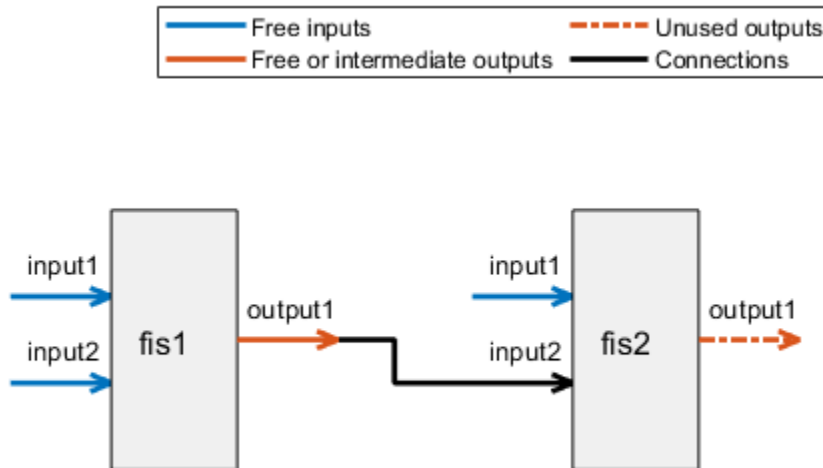 Free inputs
Unused outputs
Free or intermediate outputs
Connections
input1
input1
output1
output1
input2
fis1
input2
fis2